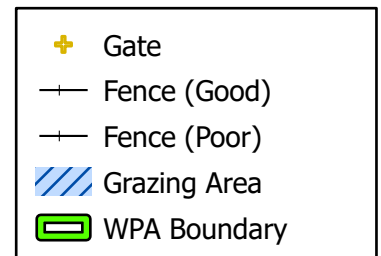 Gate
Fence (Good)
Fence (Poor)
Grazing Area
WPA Boundary